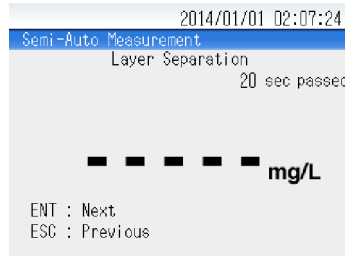 2014/01/01 02:07:24
Semi-Auto Measurement
Layer Separation
20 sec passed
- - - - - mg/L
ENT : Next
ESC : Previous